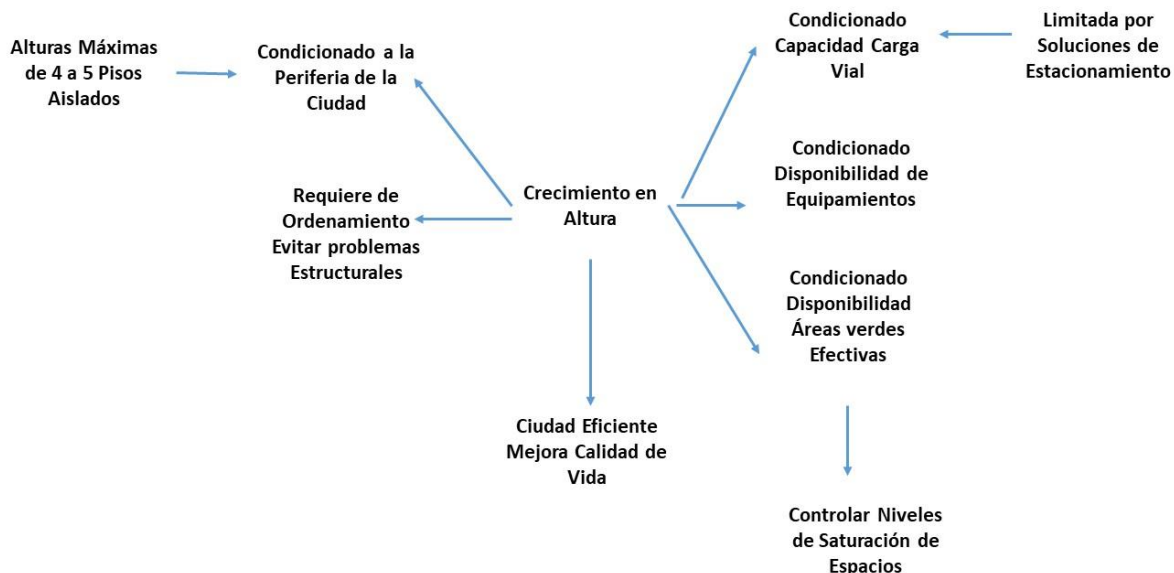 Alturas Máximas
de 4 a 5 Pisos
Aislados
Condicionado a la
Periferia de la
Ciudad
Condicionado
Capacidad Carga
Vial
Limitada por
Soluciones de
Estacionamiento
Requiere de
Ordenamiento
Evitar problemas
Estructurales
Crecimiento en
Altura
Condicionado
Disponibilidad de
Equipamientos
Condicionado
Disponibilidad
Áreas verdes
Efectivas
Ciudad Eficiente
Mejora Calidad de
Vida
Controlar Niveles
de Saturación de
Espacios